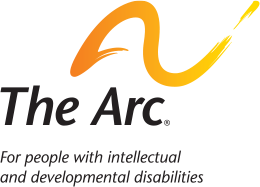 The Arc®
For people with intellectual
and developmental disabilities